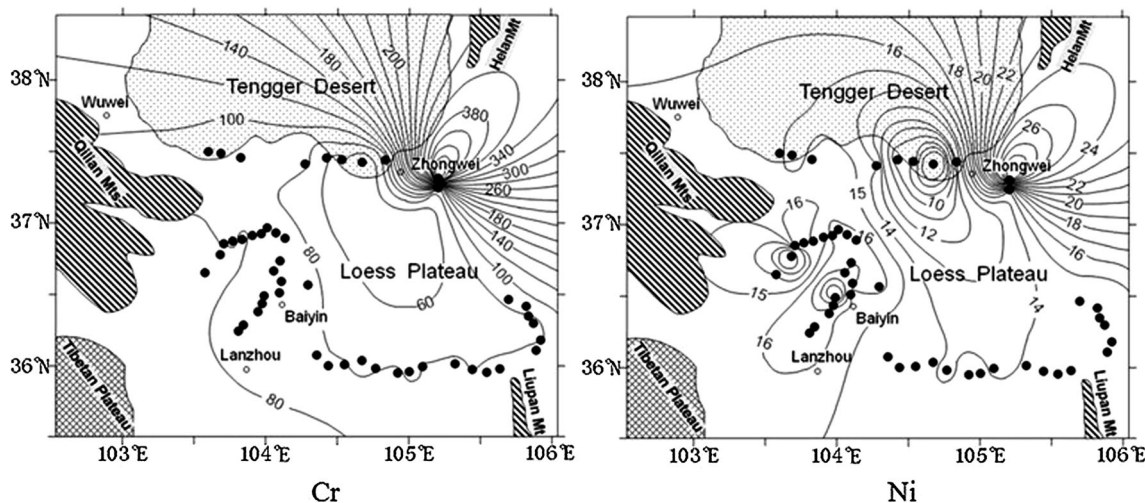 38°N
37°N
36°N
103°E
104°E
105°E
106°E
140
180
200
100
380
340
300
260
180
140
100
80
60
80
Tengger Desert
Wuwei
Qilian Mts.
Zhongwei
HelanMt
Loess Plateau
Baiyin
Lanzhou
Tibetan Plateau
Liupan Mt
Cr
38°N
37°N
36°N
103°E
104°E
105°E
106°E
16
18
20
22
16
26
24
22
20
18
16
15
14
10
12
14
16
16
15
16
14
Tengger Desert
Wuwei
Qilian Mts.
Zhongwei
HelanMt
Loess Plateau
Baiyin
Lanzhou
Tibetan Plateau
Liupan Mt
Ni